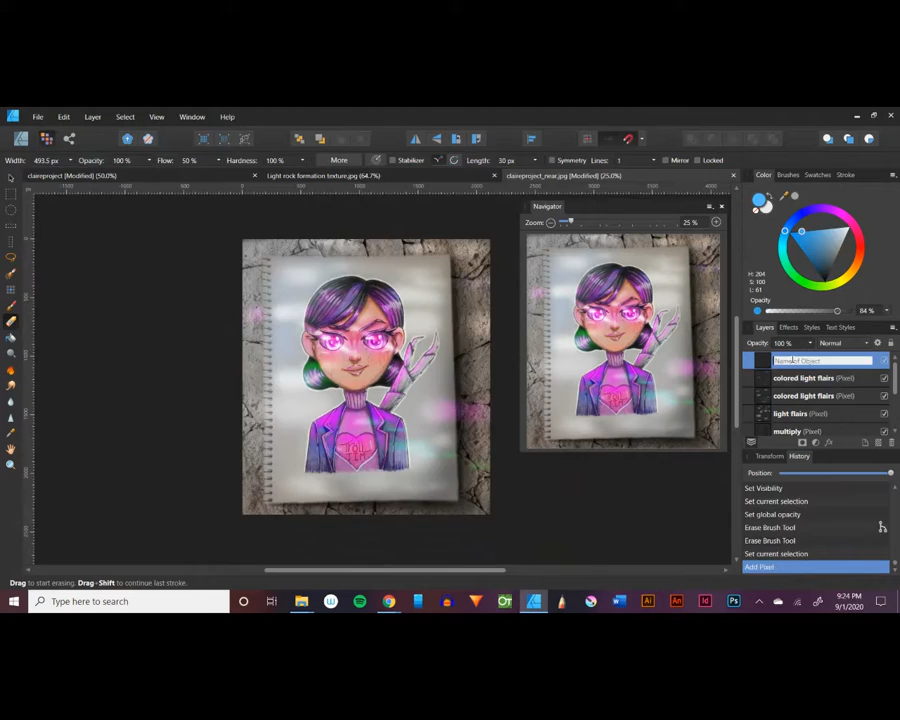 File Edit Layer Select View Window Help
Width: 493.5 px Opacity: 100 % Flow: 50 % Hardness: 100 % More Stabilizer Length: 30 px Symmetry Lines: 1 Mirror Locked
claireproject [Modified] (50.0%) Light rock formation texture.jpg (64.7%) claireproject_near.jpg [Modified] (25.0%)
Color Brushes Swatches Stroke
Navigator
Zoom: 25 %
H: 204
S: 100
L: 61
Opacity
84 %
Layers Effects Styles Text Styles
Opacity: 100 % Normal
Name of Object
colored light flairs (Pixel)
colored light flairs (Pixel)
light flairs (Pixel)
multiply (Pixel)
Transform History
Position:
Set Visibility
Set current selection
Set global opacity
Erase Brush Tool
Erase Brush Tool
Set current selection
Add Pixel
Drag to start erasing. Drag+Shift to continue last stroke.
Type here to search
9:24 PM
9/1/2020